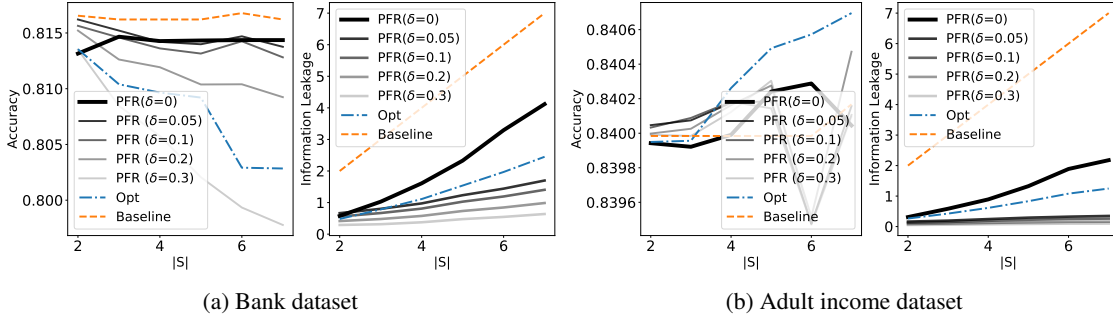 Accuracy
0.815
0.810
0.805
0.800
PFR(δ=0)
PFR (δ=0.05)
PFR (δ=0.1)
PFR (δ=0.2)
PFR (δ=0.3)
Opt
Baseline
2
4
6
|S|
Information Leakage
7
6
5
4
3
2
1
0
PFR(δ=0)
PFR(δ=0.05)
PFR(δ=0.1)
PFR(δ=0.2)
PFR(δ=0.3)
Opt
Baseline
2
4
6
|S|
(a) Bank dataset
Accuracy
0.8406
0.8404
0.8402
0.8400
0.8398
0.8396
PFR(δ=0)
PFR(δ=0.05)
PFR(δ=0.1)
PFR(δ=0.2)
PFR(δ=0.3)
Opt
Baseline
2
4
6
|S|
Information Leakage
7
6
5
4
3
2
1
0
PFR(δ=0)
PFR(δ=0.05)
PFR(δ=0.1)
PFR(δ=0.2)
PFR(δ=0.3)
Opt
Baseline
2
4
6
|S|
(b) Adult income dataset